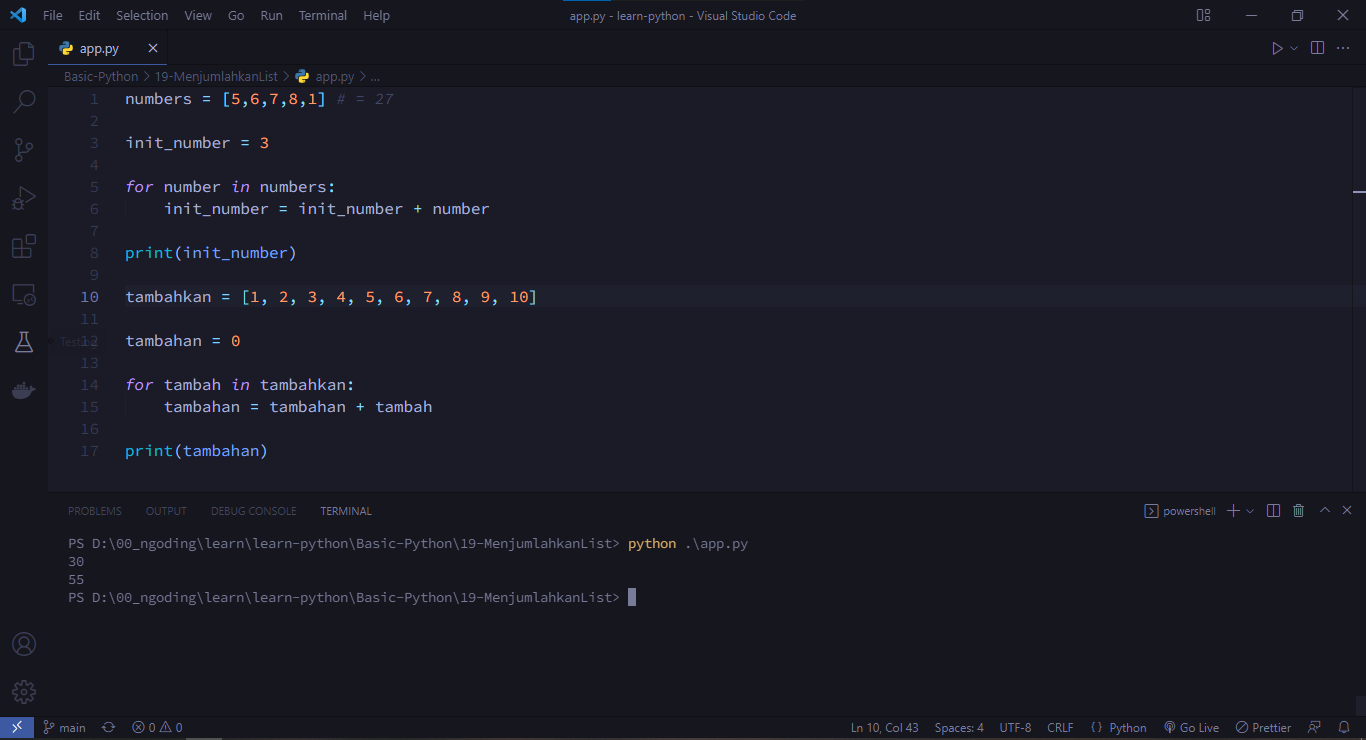 File Edit Selection View Go Run Terminal Help app.py - learn-python - Visual Studio Code
app.py
Basic-Python > 19-MenjumlahkanList > app.py > ...
1 numbers = [5,6,7,8,1] # = 27
2
3 init_number = 3
4
5 for number in numbers:
6 init_number = init_number + number
7
8 print(init_number)
9
10 tambahkan = [1, 2, 3, 4, 5, 6, 7, 8, 9, 10]
11
Testing
12 tambahan = 0
13
14 for tambah in tambahkan:
15 tambahan = tambahan + tambah
16
17 print(tambahan)
PROBLEMS OUTPUT DEBUG CONSOLE TERMINAL powershell
PS D:\00_ngoding\learn\learn-python\Basic-Python\19-MenjumlahkanList> python .\app.py
30
55
PS D:\00_ngoding\learn\learn-python\Basic-Python\19-MenjumlahkanList>
main 0 0 Ln 10, Col 43 Spaces: 4 UTF-8 CRLF {} Python Go Live Prettier